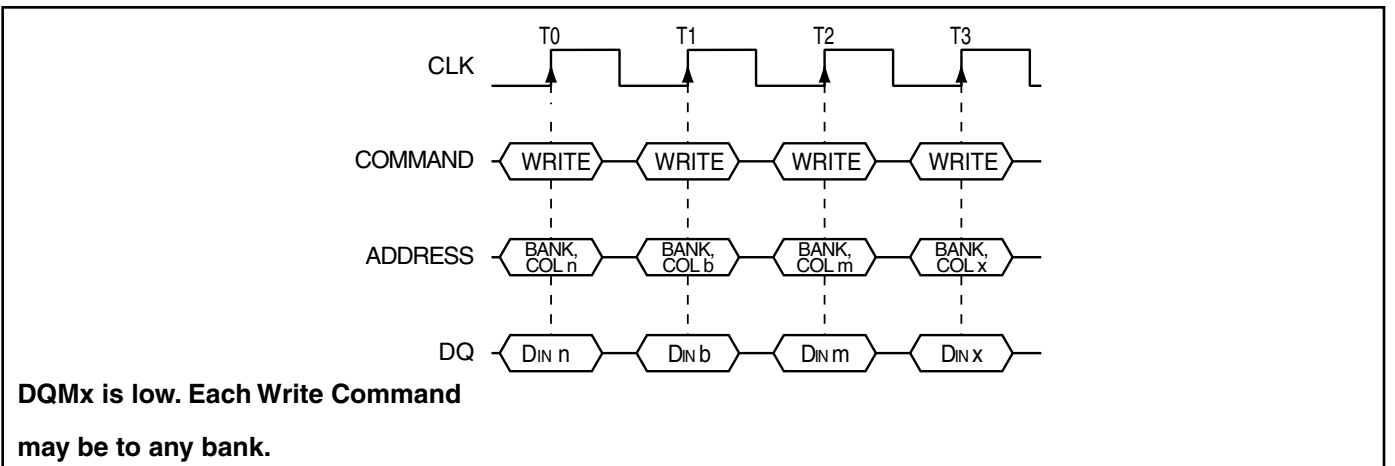 T0 T1 T2 T3
CLK
COMMAND WRITE WRITE WRITE WRITE
ADDRESS BANK, COL n BANK, COL b BANK, COL m BANK, COL x
DQ DIN n DIN b DIN m DIN x
DQMx is low. Each Write Command
may be to any bank.